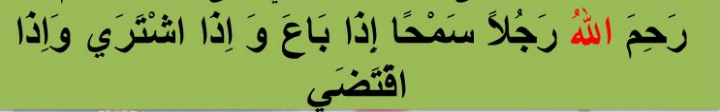 رَحِمَ اللهُ رَجُلاً سَمْحًا إِذَا بَاعَ وَ إِذَا اشْتَرَي وَإِذَا
اقْتَضَي